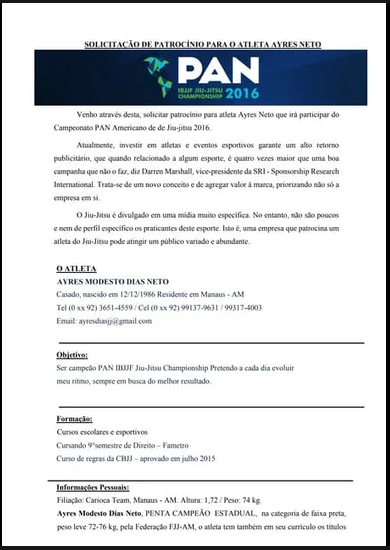 SOLICITAÇÃO DE PATROCÍNIO PARA O ATLETA AYRES NETO
PAN
IBJJF JIU-JITSU
CHAMPIONSHIP 2016
Venho através desta, solicitar patrocínio para atleta Ayres Neto que irá participar do
Campeonato PAN Americano de de Jiu-jitsu 2016.
Atualmente, investir em atletas e eventos esportivos garante um alto retorno
publicitário, que quando relacionado a algum esporte, é quatro vezes maior que uma boa
campanha que não o faz, diz Darren Marshall, vice-presidente da SRI - Sponsorship Research
International. Trata-se de um novo conceito e de agregar valor à marca, priorizando não só a
empresa em si.
O Jiu-Jitsu é divulgado em uma mídia muito específica. No entanto, não são poucos
e nem de perfil específico os praticantes deste esporte. Isto é, uma empresa que patrocina um
atleta do Jiu-Jitsu pode atingir um público variado e abundante.
O ATLETA
AYRES MODESTO DIAS NETO
Casado, nascido em 12/12/1986 Residente em Manaus - AM
Tel (0 xx 92) 3651-4559 / Cel (0 xx 92) 99137-9631 / 99317-4003
Email: ayresdiasjj@gmail.com
Objetivo:
Ser campeão PAN IBJJF Jiu-Jitsu Championship Pretendo a cada dia evoluir
meu ritmo, sempre em busca do melhor resultado.
Formação:
Cursos escolares e esportivos
Cursando 9°semestre de Direito – Fametro
Curso de regras da CBJJ – aprovado em julho 2015
Informações Pessoais:
Filiação: Carioca Team, Manaus - AM. Altura: 1,72 / Peso: 74 kg.
Ayres Modesto Dias Neto, PENTA CAMPEÃO ESTADUAL, na categoria de faixa preta,
peso leve 72-76 kg, pela Federação FJJ-AM, o atleta tem também em seu currículo os títulos